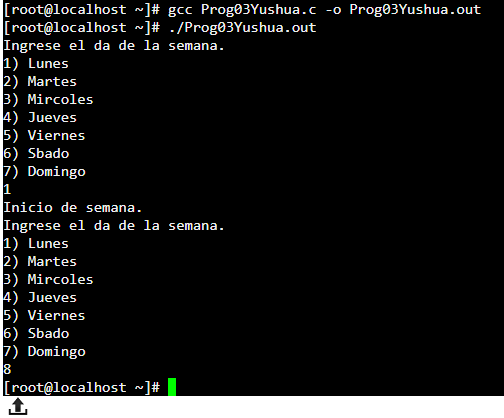 [root@localhost ~]# gcc Prog03Yushua.c -o Prog03Yushua.out
[root@localhost ~]# ./Prog03Yushua.out
Ingrese el da de la semana.
1) Lunes
2) Martes
3) Mircoles
4) Jueves
5) Viernes
6) Sbado
7) Domingo
1
Inicio de semana.
Ingrese el da de la semana.
1) Lunes
2) Martes
3) Mircoles
4) Jueves
5) Viernes
6) Sbado
7) Domingo
8
[root@localhost ~]#